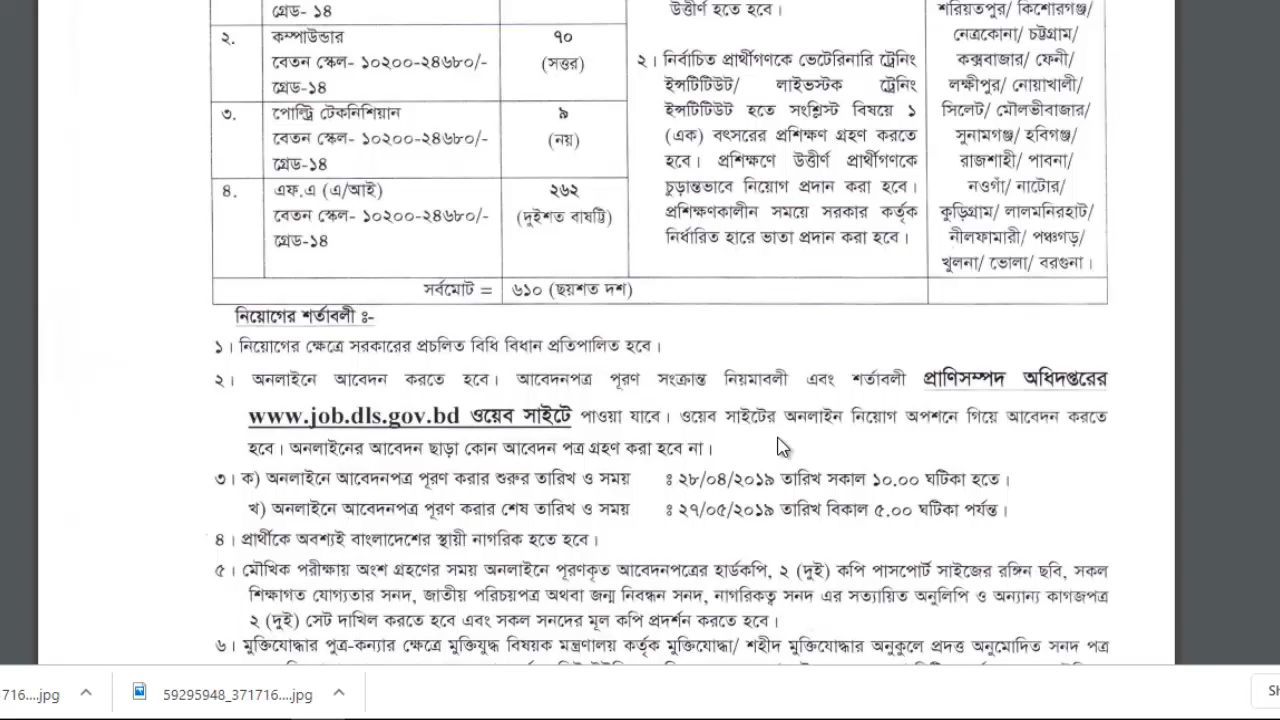 গ্রেড- ১৪
উত্তীর্ণ হতে হবে।
শরিয়তপুর/ কিশোরগঞ্জ/
নেত্রকোনা/ চট্টগ্রাম/
কক্সবাজার/ ফেনী/
লক্ষীপুর/ নোয়াখালী/
সিলেট/ মৌলভীবাজার/
সুনামগঞ্জ/ হবিগঞ্জ/
রাজশাহী/ পাবনা/
নওগাঁ/ নাটোর/
কুড়িগ্রাম/ লালমনিরহাট/
নীলফামারী/ পঞ্চগড়/
খুলনা/ ভোলা/ বরগুনা।
২. কম্পাউন্ডার ৭০
বেতন স্কেল- ১০২০০-২৪৬৮০/- (সত্তর)
গ্রেড-১৪
৩. পোল্ট্রি টেকনিশিয়ান ৯
বেতন স্কেল- ১০২০০-২৪৬৮০/- (নয়)
গ্রেড-১৪
৪. এফ.এ (এ/আই) ২৬২
বেতন স্কেল- ১০২০০-২৪৬৮০/- (দুইশত বাষট্টি)
গ্রেড-১৪
২। নির্বাচিত প্রার্থীগণকে ভেটেরিনারি ট্রেনিং
ইন্সটিটিউট/ লাইভস্টক ট্রেনিং
ইন্সটিটিউট হতে সংশ্লিস্ট বিষয়ে ১
(এক) বৎসরের প্রশিক্ষণ গ্রহণ করতে
হবে। প্রশিক্ষণে উত্তীর্ণ প্রার্থীগণকে
চুড়ান্তভাবে নিয়োগ প্রদান করা হবে।
প্রশিক্ষণকালীন সময়ে সরকার কর্তৃক
নির্ধারিত হারে ভাতা প্রদান করা হবে।
সর্বমোট = ৬১০ (ছয়শত দশ)
নিয়োগের শর্তাবলী ঃ-
১। নিয়োগের ক্ষেত্রে সরকারের প্রচলিত বিধি বিধান প্রতিপালিত হবে।
২। অনলাইনে আবেদন করতে হবে। আবেদনপত্র পূরণ সংক্রান্ত নিয়মাবলী এবং শর্তাবলী প্রাণিসম্পদ অধিদপ্তরের
www.job.dls.gov.bd ওয়েব সাইটে পাওয়া যাবে। ওয়েব সাইটের অনলাইন নিয়োগ অপশনে গিয়ে আবেদন করতে
হবে। অনলাইনের আবেদন ছাড়া কোন আবেদন পত্র গ্রহণ করা হবে না।
৩। ক) অনলাইনে আবেদনপত্র পূরণ করার শুরুর তারিখ ও সময় ঃ ২৮/০৪/২০১৯ তারিখ সকাল ১০.০০ ঘটিকা হতে।
খ) অনলাইনে আবেদনপত্র পূরণ করার শেষ তারিখ ও সময় ঃ ২৭/০৫/২০১৯ তারিখ বিকাল ৫.০০ ঘটিকা পর্যন্ত।
৪। প্রার্থীকে অবশ্যই বাংলাদেশের স্থায়ী নাগরিক হতে হবে।
৫। মৌখিক পরীক্ষায় অংশ গ্রহণের সময় অনলাইনে পূরণকৃত আবেদনপত্রের হার্ডকপি, ২ (দুই) কপি পাসপোর্ট সাইজের রঙ্গিন ছবি, সকল
শিক্ষাগত যোগ্যতার সনদ, জাতীয় পরিচয়পত্র অথবা জন্ম নিবন্ধন সনদ, নাগরিকত্ব সনদ এর সত্যায়িত অনুলিপি ও অন্যান্য কাগজপত্র
২ (দুই) সেট দাখিল করতে হবে এবং সকল সনদের মূল কপি প্রদর্শন করতে হবে।
৬। মুক্তিযোদ্ধার পুত্র-কন্যার ক্ষেত্রে মুক্তিযুদ্ধ বিষয়ক মন্ত্রণালয় কর্তৃক মুক্তিযোদ্ধা/ শহীদ মুক্তিযোদ্ধার অনুকুলে প্রদত্ত অনুমোদিত সনদ পত্র
716....jpg
59295948_371716....jpg